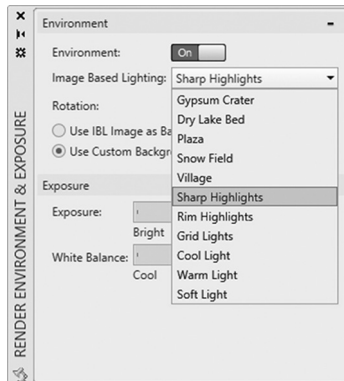 RENDER ENVIRONMENT & EXPOSURE
Environment
Environment: On
Image Based Lighting: Sharp Highlights
Gypsum Crater
Dry Lake Bed
Plaza
Snow Field
Village
Sharp Highlights
Rim Highlights
Grid Lights
Cool Light
Warm Light
Soft Light
Rotation:
Use IBL Image as Ba
Use Custom Backgr
Exposure
Exposure:
Bright
White Balance:
Cool